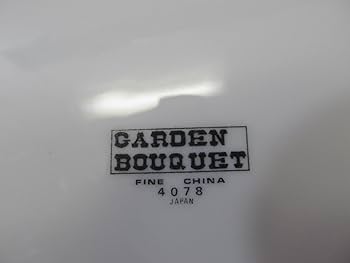 GARDEN
BOUQUET
FINE CHINA
4078
JAPAN